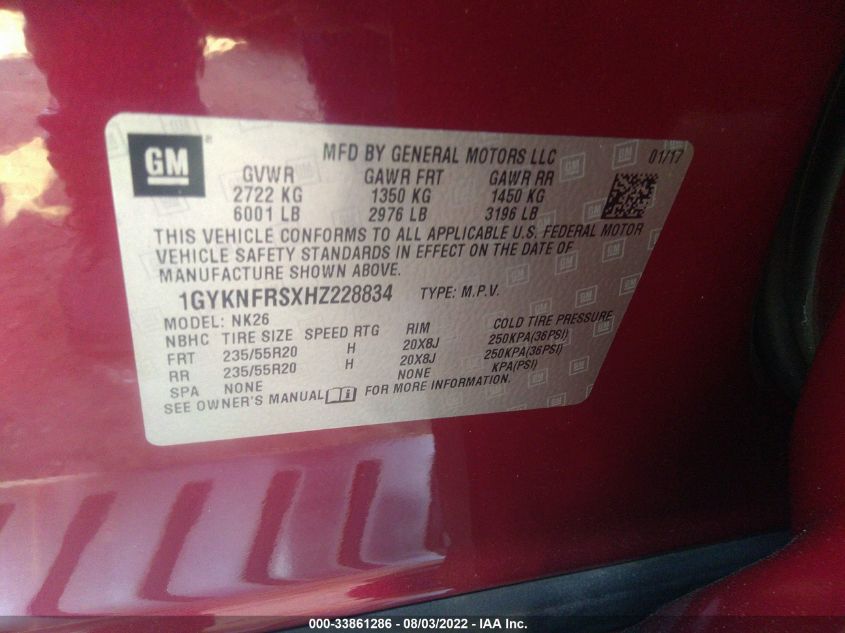 GM
MFD BY GENERAL MOTORS LLC 01/17
GVWR GAWR FRT GAWR RR
2722 KG 1350 KG 1450 KG
6001 LB 2976 LB 3196 LB
THIS VEHICLE CONFORMS TO ALL APPLICABLE U.S. FEDERAL MOTOR
VEHICLE SAFETY STANDARDS IN EFFECT ON THE DATE OF
MANUFACTURE SHOWN ABOVE.
1GYKNFRSXHZ228834 TYPE: M.P.V.
MODEL: NK26
NBHC TIRE SIZE SPEED RTG RIM COLD TIRE PRESSURE
FRT 235/55R20 H 20X8J 250KPA(36PSI)
RR 235/55R20 H 20X8J 250KPA(36PSI)
SPA NONE NONE KPA(PSI)
SEE OWNER'S MANUAL FOR MORE INFORMATION.
000-33861286 - 08/03/2022 - IAA Inc.